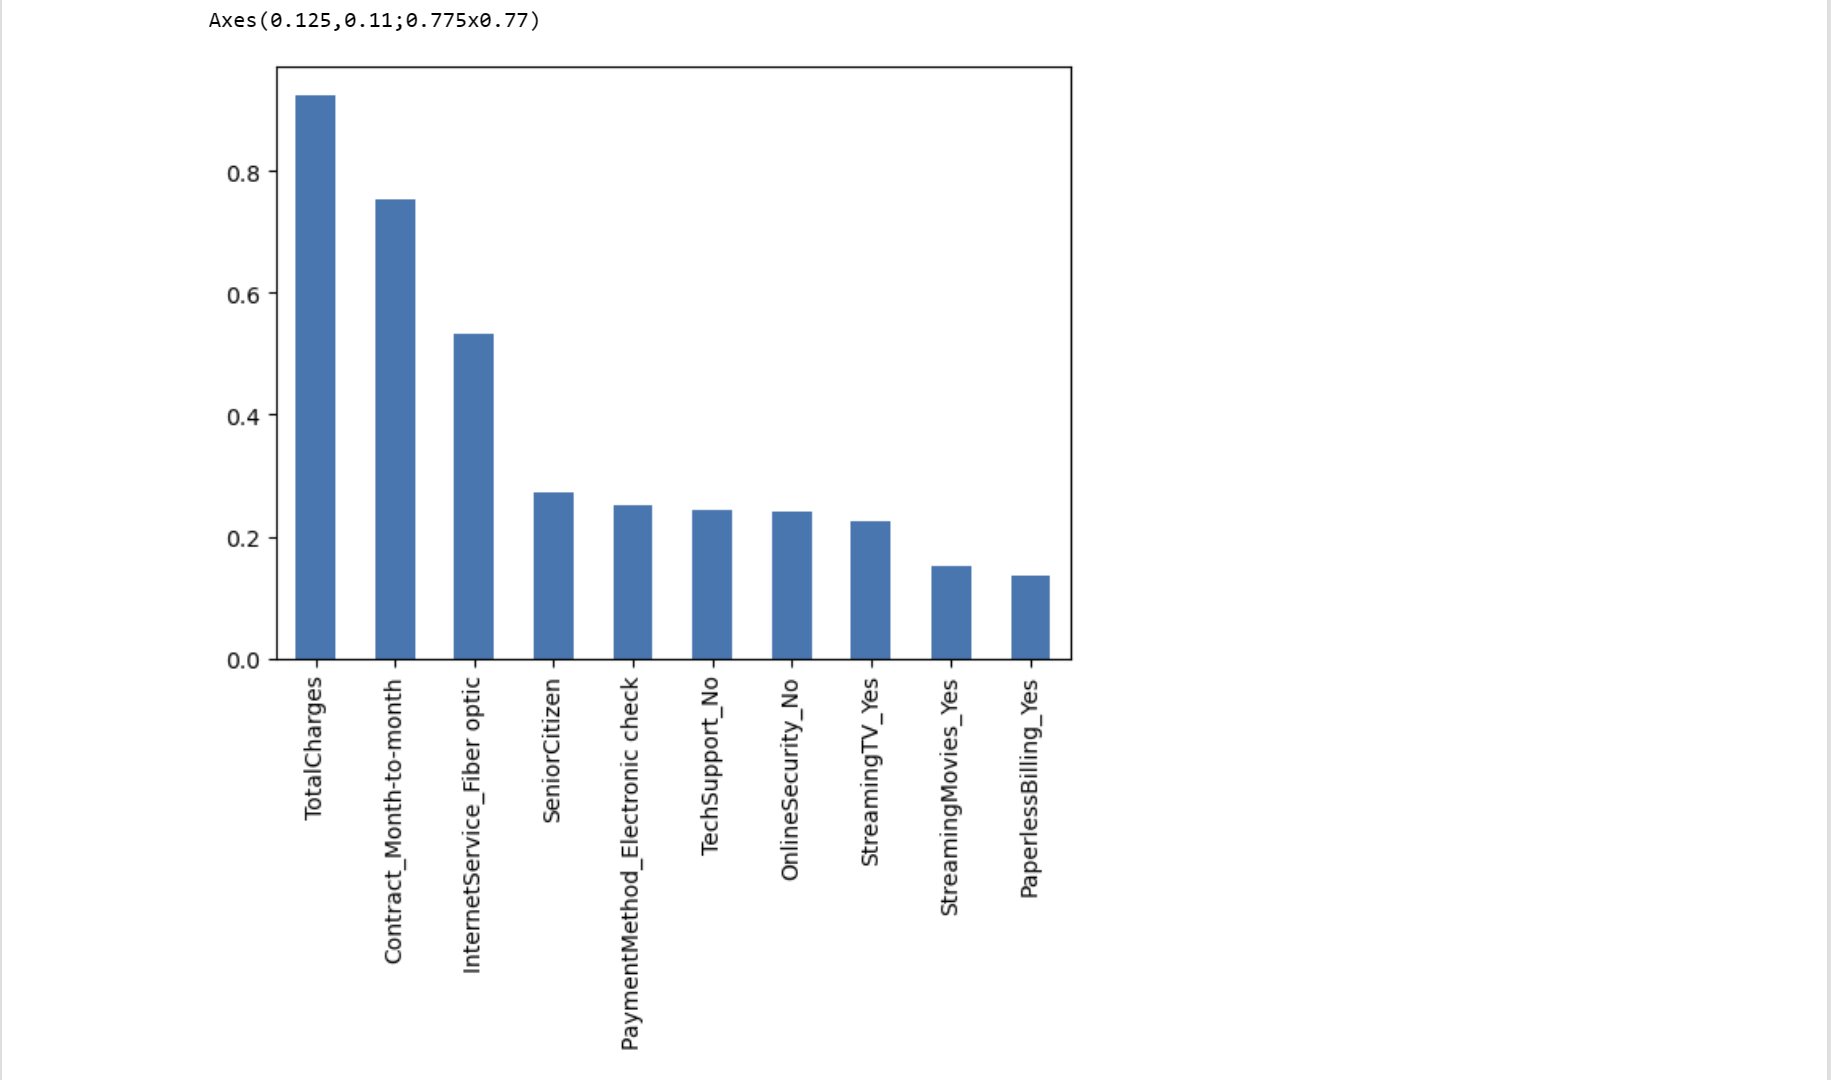 Axes(0.125,0.11;0.775x0.77)
0.8
0.6
0.4
0.2
0.0
TotalCharges
Contract_Month-to-month
InternetService_Fiber optic
SeniorCitizen
PaymentMethod_Electronic check
TechSupport_No
OnlineSecurity_No
StreamingTV_Yes
StreamingMovies_Yes
PaperlessBilling_Yes